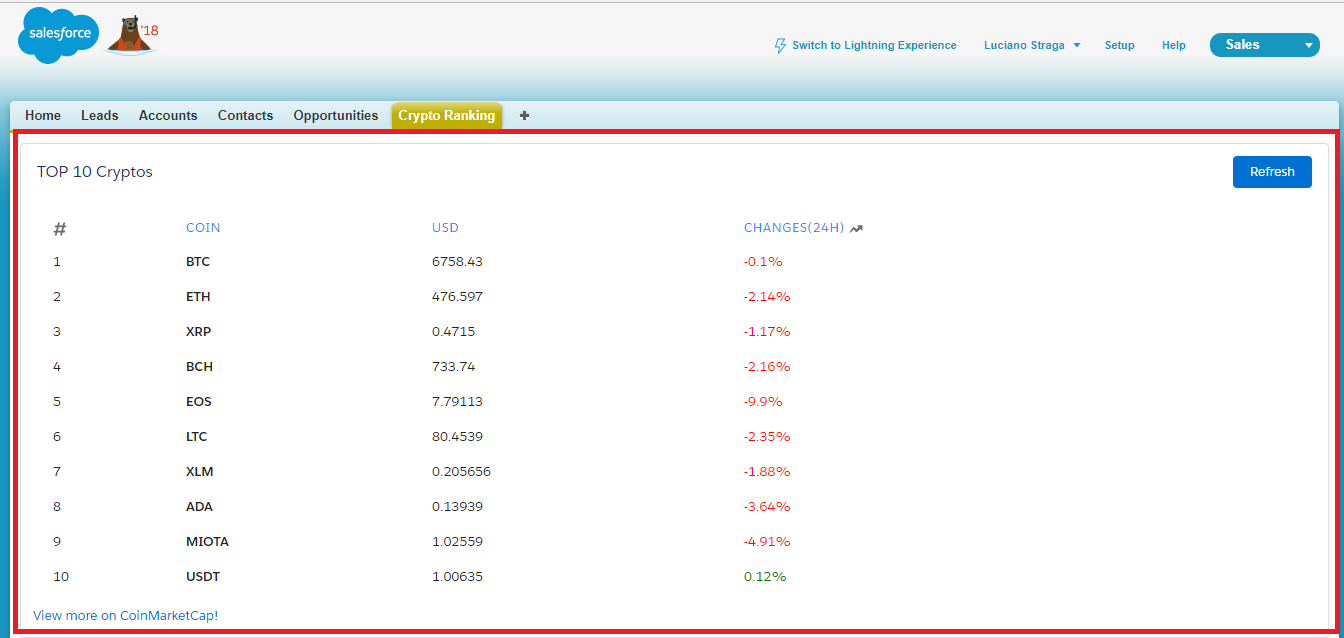 salesforce '18
Switch to Lightning Experience Luciano Straga Setup Help Sales
Home Leads Accounts Contacts Opportunities Crypto Ranking +
TOP 10 Cryptos Refresh
# COIN USD CHANGES(24H)
1 BTC 6758.43 -0.1%
2 ETH 476.597 -2.14%
3 XRP 0.4715 -1.17%
4 BCH 733.74 -2.16%
5 EOS 7.79113 -9.9%
6 LTC 80.4539 -2.35%
7 XLM 0.205656 -1.88%
8 ADA 0.13939 -3.64%
9 MIOTA 1.02559 -4.91%
10 USDT 1.00635 0.12%
View more on CoinMarketCap!